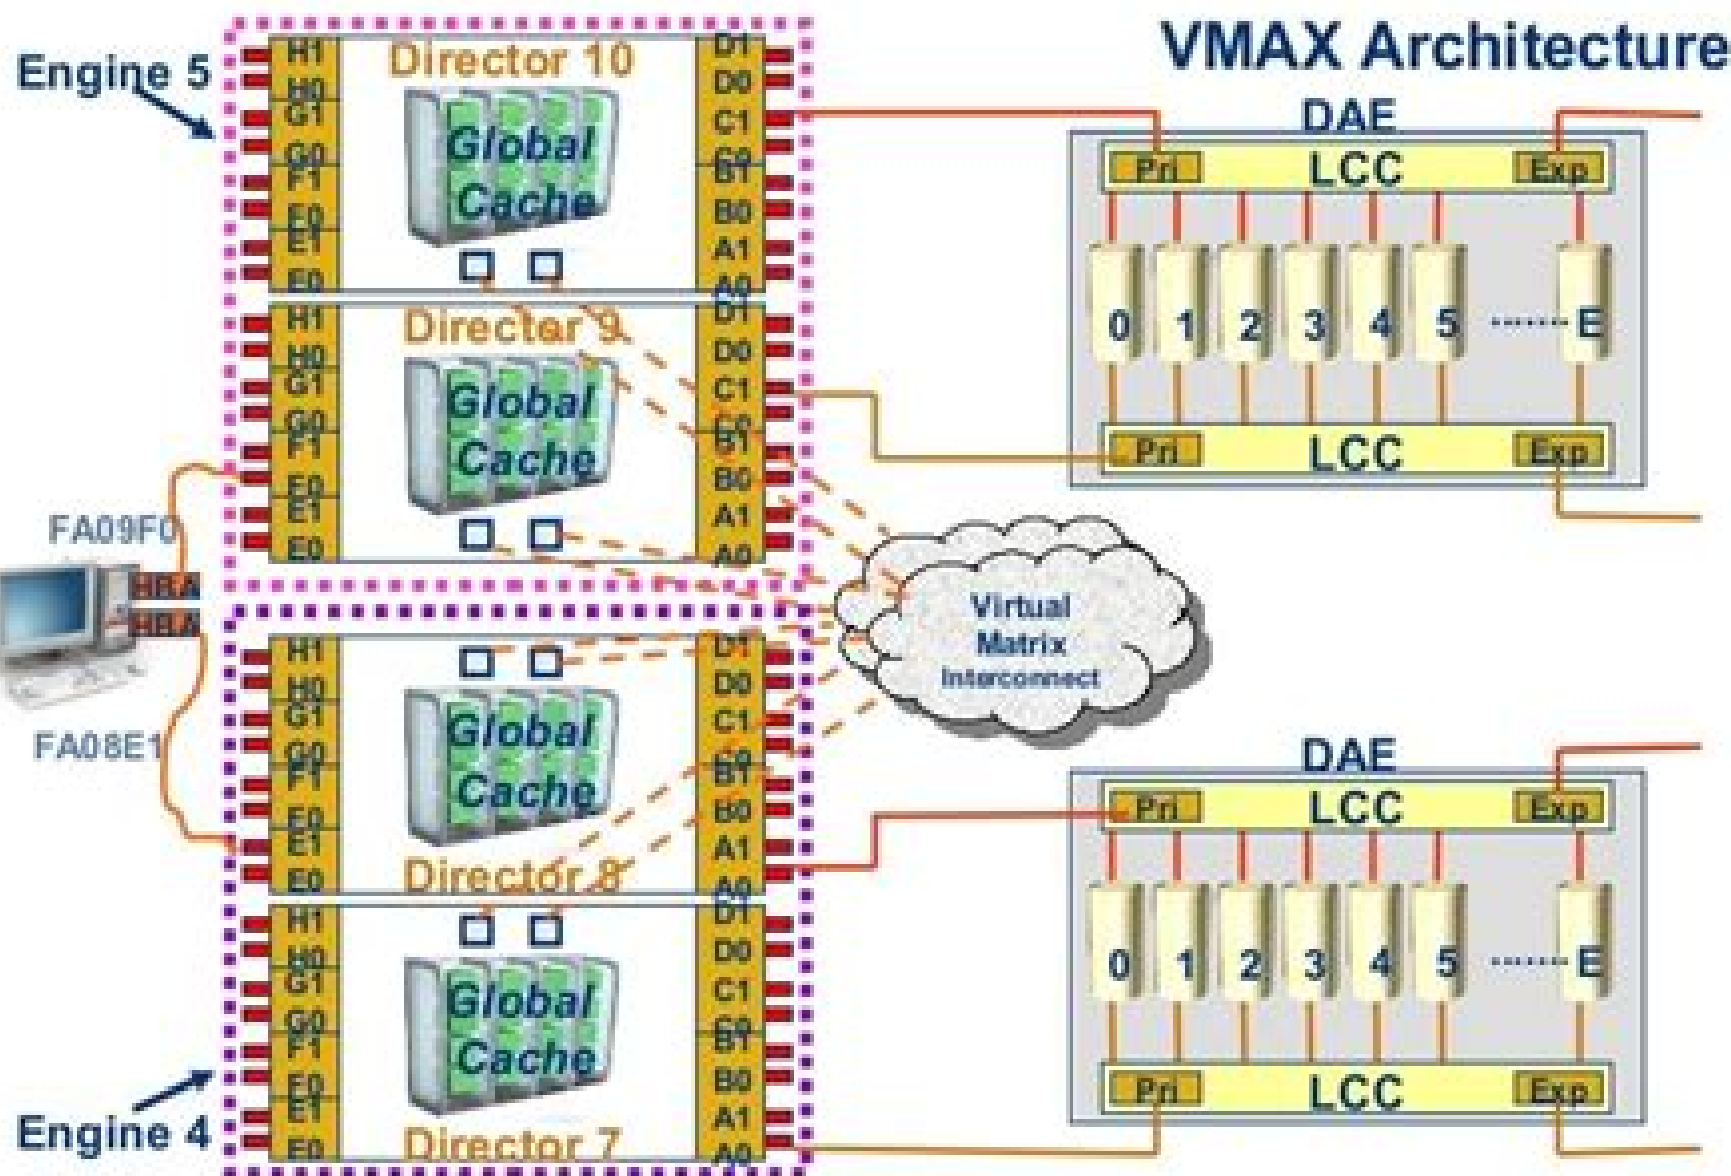 VMAX Architecture
Engine 5
Director 10
Global
Cache
H1
H0
G1
G0
F1
E0
E1
E0
D1
D0
C1
C0
B1
B0
A1
A0
Director 9
Global
Cache
H1
H0
G1
G0
F1
E0
E1
E0
D1
D0
C1
C0
B1
B0
A1
A0
FA09F0
HBA
HBA
FA08E1
H1
H0
G1
G0
F1
E0
E1
E0
Global
Cache
Director 8
D1
D0
C1
C0
B1
B0
A1
A0
H1
H0
G1
G0
F1
E0
E1
E0
Global
Cache
Director 7
D1
D0
C1
C0
B1
B0
A1
A0
Engine 4
Virtual
Matrix
Interconnect
DAE
Pri LCC Exp
0 1 2 3 4 5 ....... E
Pri LCC Exp
DAE
Pri LCC Exp
0 1 2 3 4 5 ....... E
Pri LCC Exp